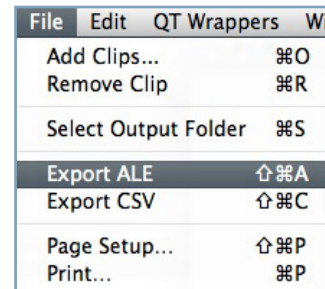 File Edit QT Wrappers
Add Clips... ⌘O
Remove Clip ⌘R
Select Output Folder ⌘S
Export ALE ⇧⌘A
Export CSV ⇧⌘C
Page Setup... ⇧⌘P
Print... ⌘P